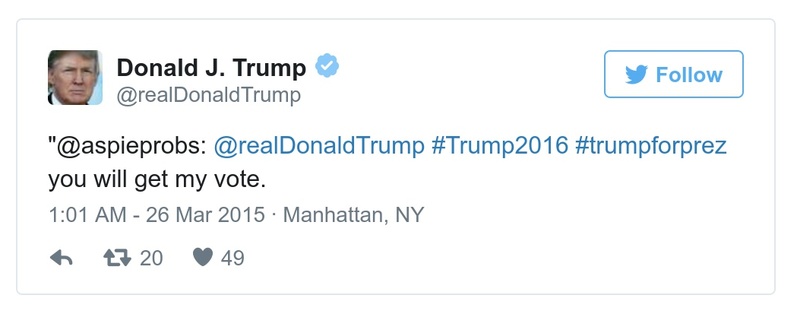 Donald J. Trump
@realDonaldTrump
Follow
"@aspieprobs: @realDonaldTrump #Trump2016 #trumpforprez
you will get my vote.
1:01 AM - 26 Mar 2015 · Manhattan, NY
20 49